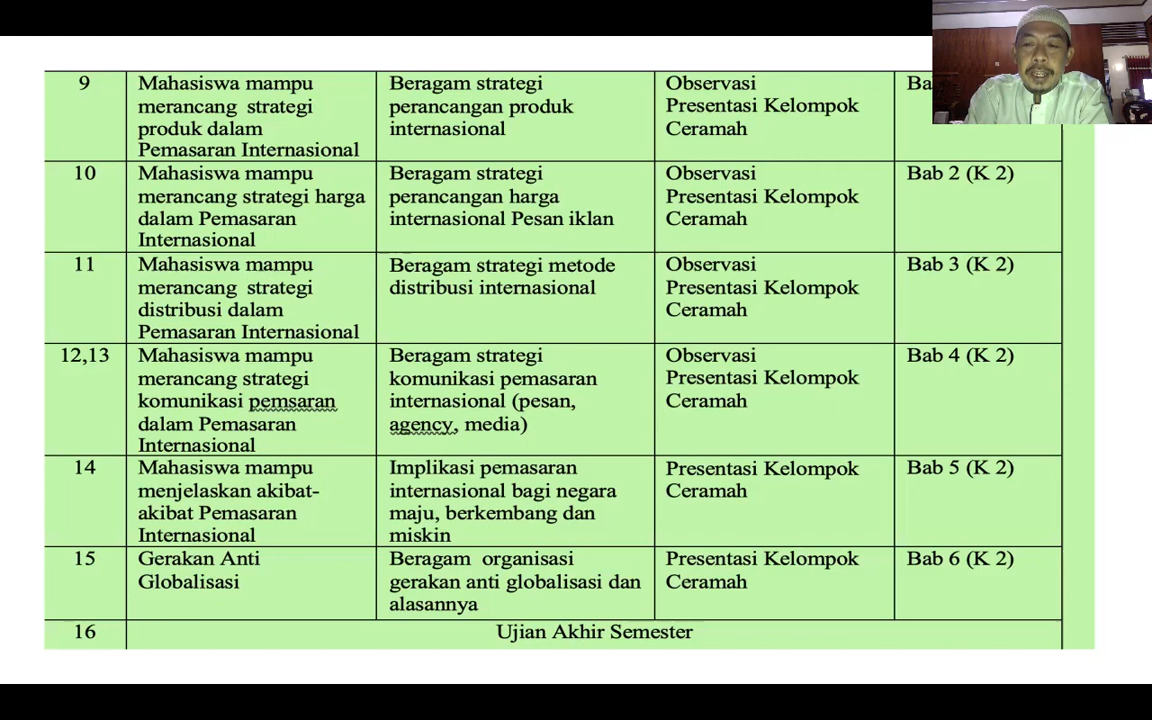 9
Mahasiswa mampu
merancang strategi
produk dalam
Pemasaran Internasional
Beragam strategi
perancangan produk
internasional
Observasi
Presentasi Kelompok
Ceramah
10
Mahasiswa mampu
merancang strategi harga
dalam Pemasaran
Internasional
Beragam strategi
perancangan harga
internasional Pesan iklan
Observasi
Presentasi Kelompok
Ceramah
Bab 2 (K 2)
11
Mahasiswa mampu
merancang strategi
distribusi dalam
Pemasaran Internasional
Beragam strategi metode
distribusi internasional
Observasi
Presentasi Kelompok
Ceramah
Bab 3 (K 2)
12,13
Mahasiswa mampu
merancang strategi
komunikasi pemsaran
dalam Pemasaran
Internasional
Beragam strategi
komunikasi pemasaran
internasional (pesan,
agency, media)
Observasi
Presentasi Kelompok
Ceramah
Bab 4 (K 2)
14
Mahasiswa mampu
menjelaskan akibat-
akibat Pemasaran
Internasional
Implikasi pemasaran
internasional bagi negara
maju, berkembang dan
miskin
Presentasi Kelompok
Ceramah
Bab 5 (K 2)
15
Gerakan Anti
Globalisasi
Beragam organisasi
gerakan anti globalisasi dan
alasannya
Presentasi Kelompok
Ceramah
Bab 6 (K 2)
16
Ujian Akhir Semester